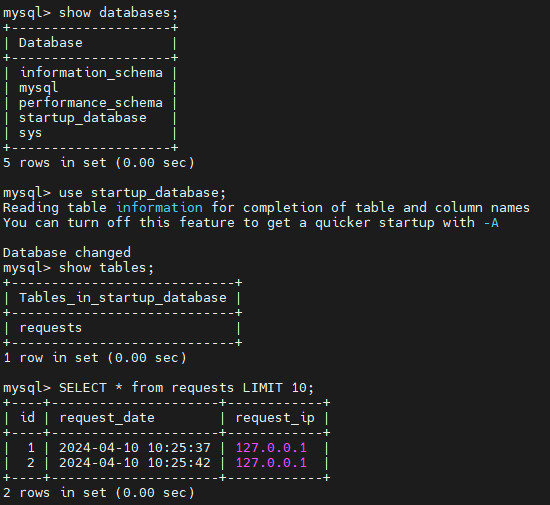 mysql> show databases;
+--------------------+
| Database           |
+--------------------+
| information_schema |
| mysql              |
| performance_schema |
| startup_database   |
| sys                |
+--------------------+
5 rows in set (0.00 sec)

mysql> use startup_database;
Reading table information for completion of table and column names
You can turn off this feature to get a quicker startup with -A

Database changed
mysql> show tables;
+----------------------------+
| Tables_in_startup_database |
+----------------------------+
| requests                   |
+----------------------------+
1 row in set (0.00 sec)

mysql> SELECT * from requests LIMIT 10;
+----+---------------------+------------+
| id | request_date        | request_ip |
+----+---------------------+------------+
|  1 | 2024-04-10 10:25:37 | 127.0.0.1  |
|  2 | 2024-04-10 10:25:42 | 127.0.0.1  |
+----+---------------------+------------+
2 rows in set (0.00 sec)